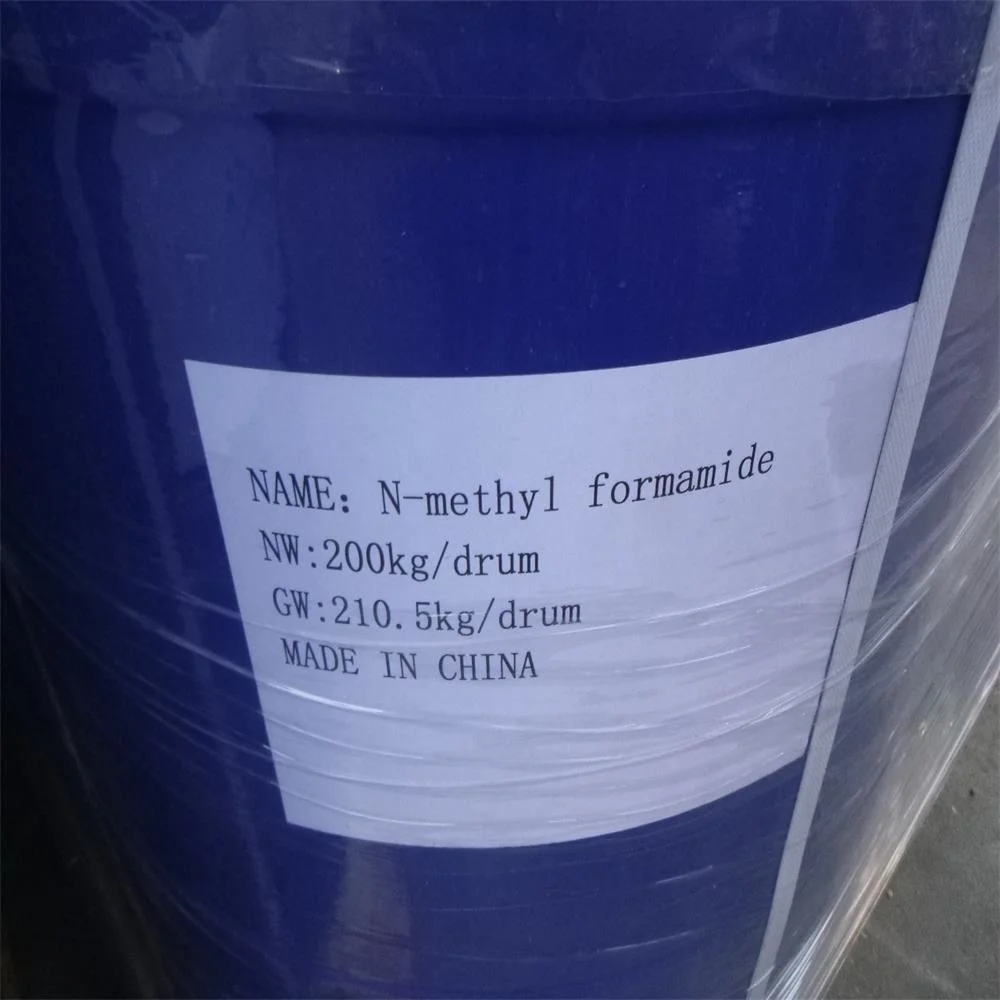 NAME: N-methyl formamide
NW:200kg/drum
GW:210.5kg/drum
MADE IN CHINA